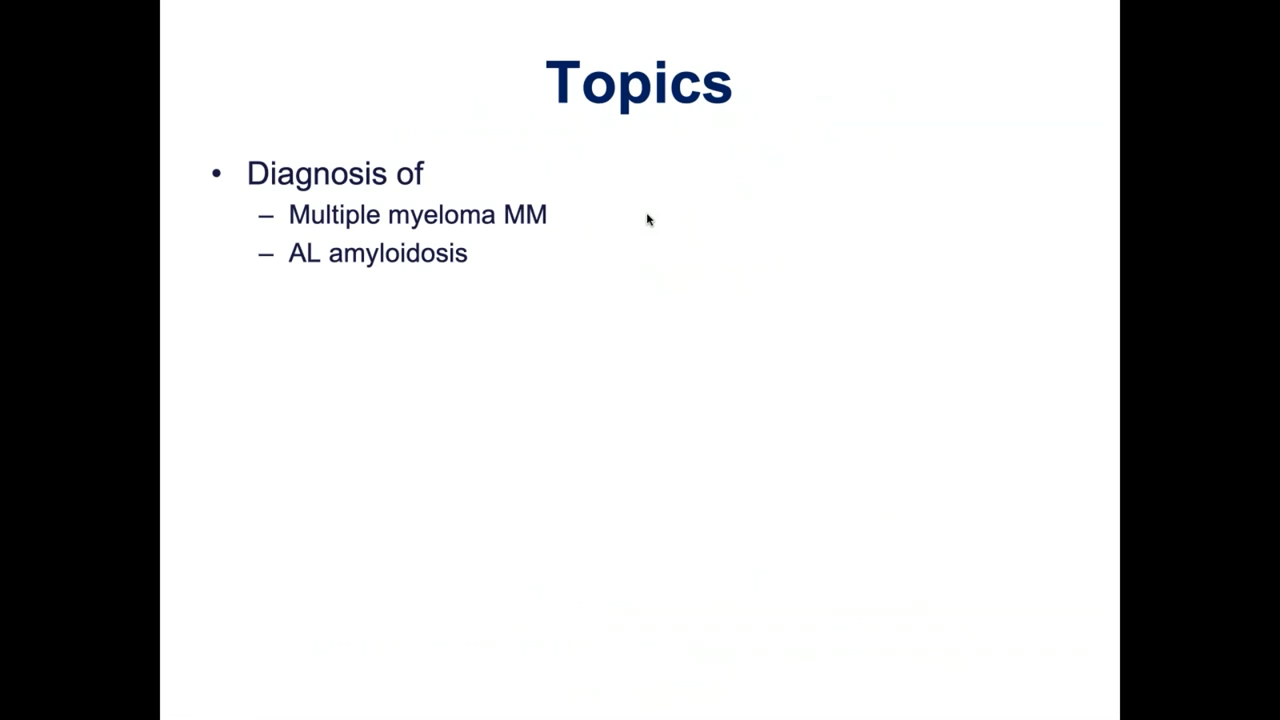 Topics
• Diagnosis of
– Multiple myeloma MM
– AL amyloidosis